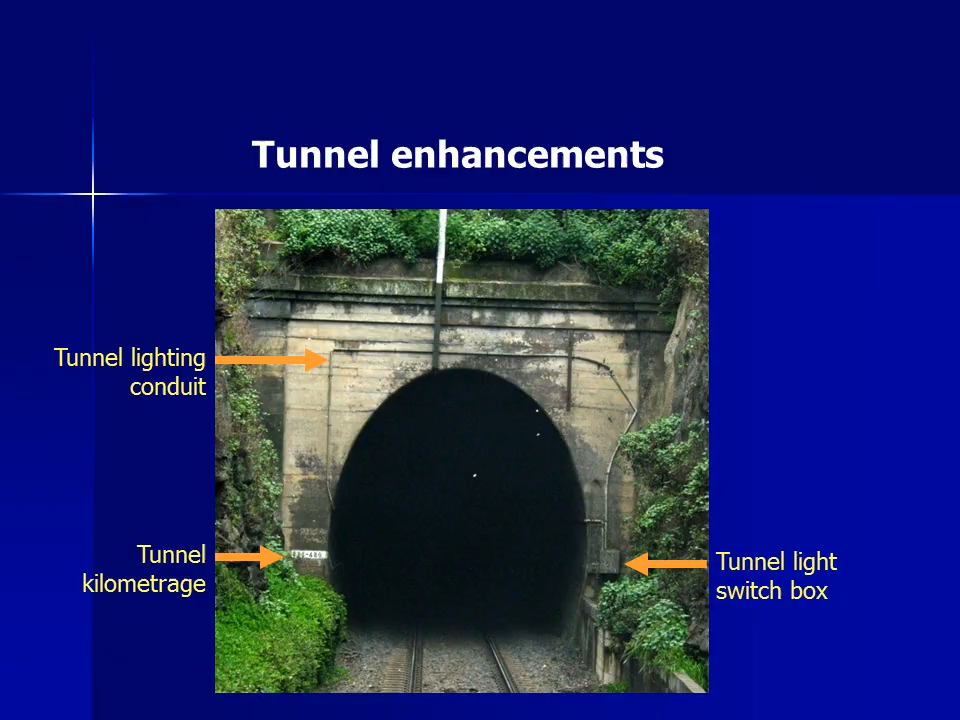 Tunnel enhancements
Tunnel lighting
conduit
Tunnel
kilometrage
Tunnel light
switch box